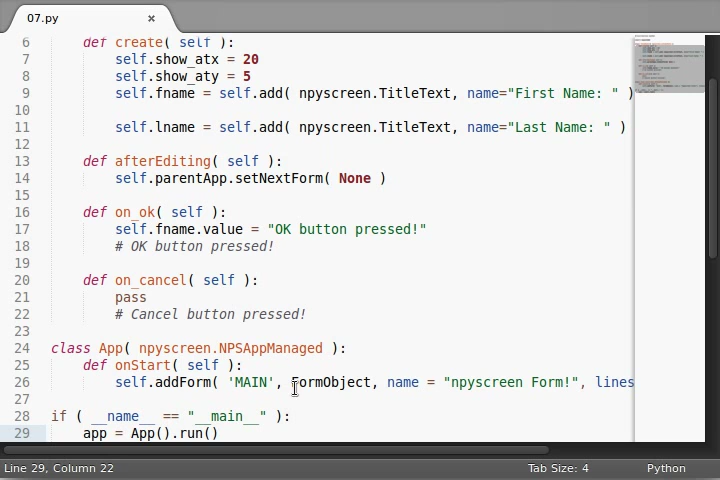 07.py ×
6 def create( self ):
7 self.show_atx = 20
8 self.show_aty = 5
9 self.fname = self.add( npyscreen.TitleText, name="First Name: " )
10
11 self.lname = self.add( npyscreen.TitleText, name="Last Name: " )
12
13 def afterEditing( self ):
14 self.parentApp.setNextForm( None )
15
16 def on_ok( self ):
17 self.fname.value = "OK button pressed!"
18 # OK button pressed!
19
20 def on_cancel( self ):
21 pass
22 # Cancel button pressed!
23
24 class App( npyscreen.NPSAppManaged ):
25 def onStart( self ):
26 self.addForm( 'MAIN', FormObject, name = "npyscreen Form!", lines
27
28 if ( __name__ == "__main__" ):
29 app = App().run()
Line 29, Column 22 Tab Size: 4 Python